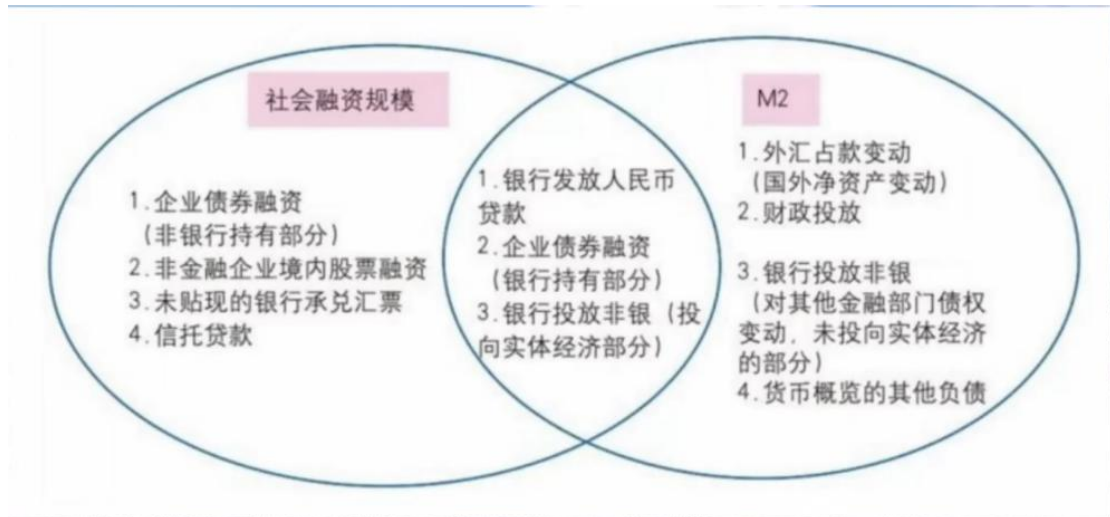 社会融资规模
1.企业债券融资
(非银行持有部分)
2.非金融企业境内股票融资
3.未贴现的银行承兑汇票
4.信托贷款
1.银行发放人民币
贷款
2.企业债券融资
(银行持有部分)
3.银行投放非银(投
向实体经济部分)
M2
1.外汇占款变动
(国外净资产变动)
2.财政投放
3.银行投放非银
(对其他金融部门债权
变动,未投向实体经济
的部分)
4.货币概览的其他负债